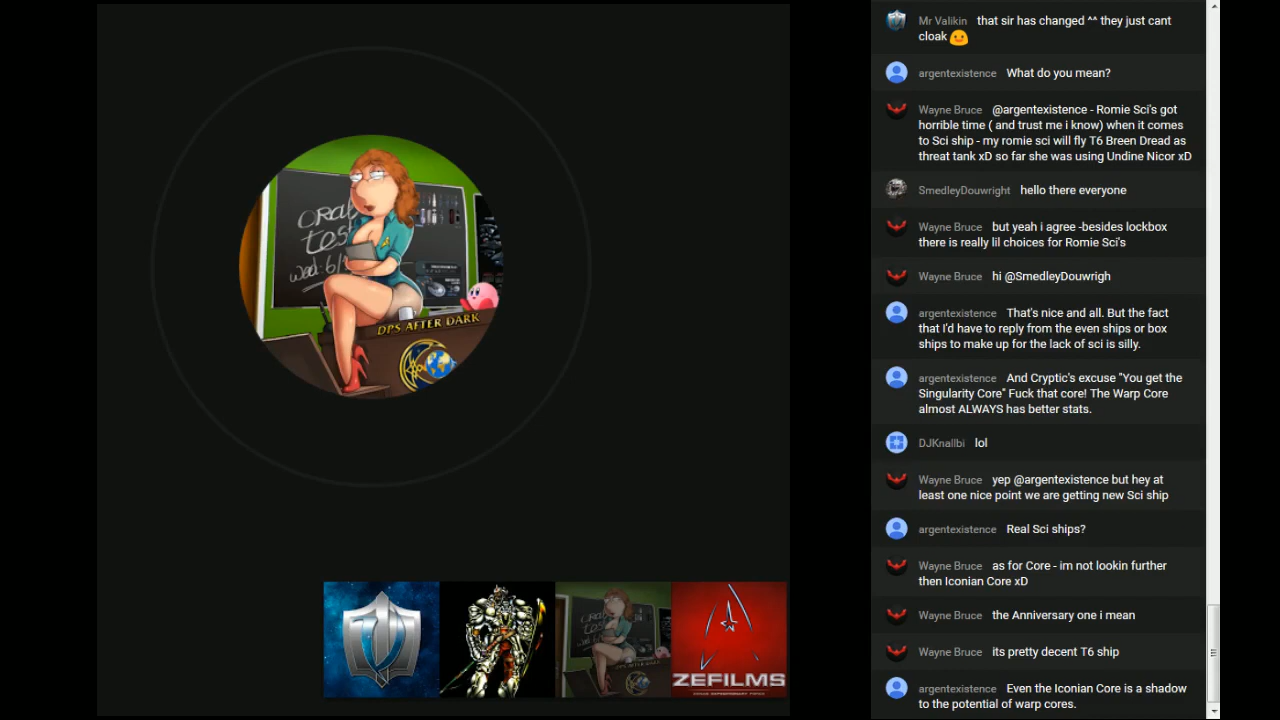 Oral
test
Wed: 6/
DPS AFTER DARK
ZEFILMS
Mr Valikin that sir has changed ^^ they just cant
cloak
argentexistence What do you mean?
Wayne Bruce @argentexistence - Romie Sci's got
horrible time ( and trust me i know) when it comes
to Sci ship - my romie sci will fly T6 Breen Dread as
threat tank xD so far she was using Undine Nicor xD
SmedleyDouwright hello there everyone
Wayne Bruce but yeah i agree -besides lockbox
there is really lil choices for Romie Sci's
Wayne Bruce hi @SmedleyDouwrigh
argentexistence That's nice and all. But the fact
that I'd have to reply from the even ships or box
ships to make up for the lack of sci is silly.
argentexistence And Cryptic's excuse "You get the
Singularity Core" Fuck that core! The Warp Core
almost ALWAYS has better stats.
DJKnallbi lol
Wayne Bruce yep @argentexistence but hey at
least one nice point we are getting new Sci ship
argentexistence Real Sci ships?
Wayne Bruce as for Core - im not lookin further
then Iconian Core xD
Wayne Bruce the Anniversary one i mean
Wayne Bruce its pretty decent T6 ship
argentexistence Even the Iconian Core is a shadow
to the potential of warp cores.